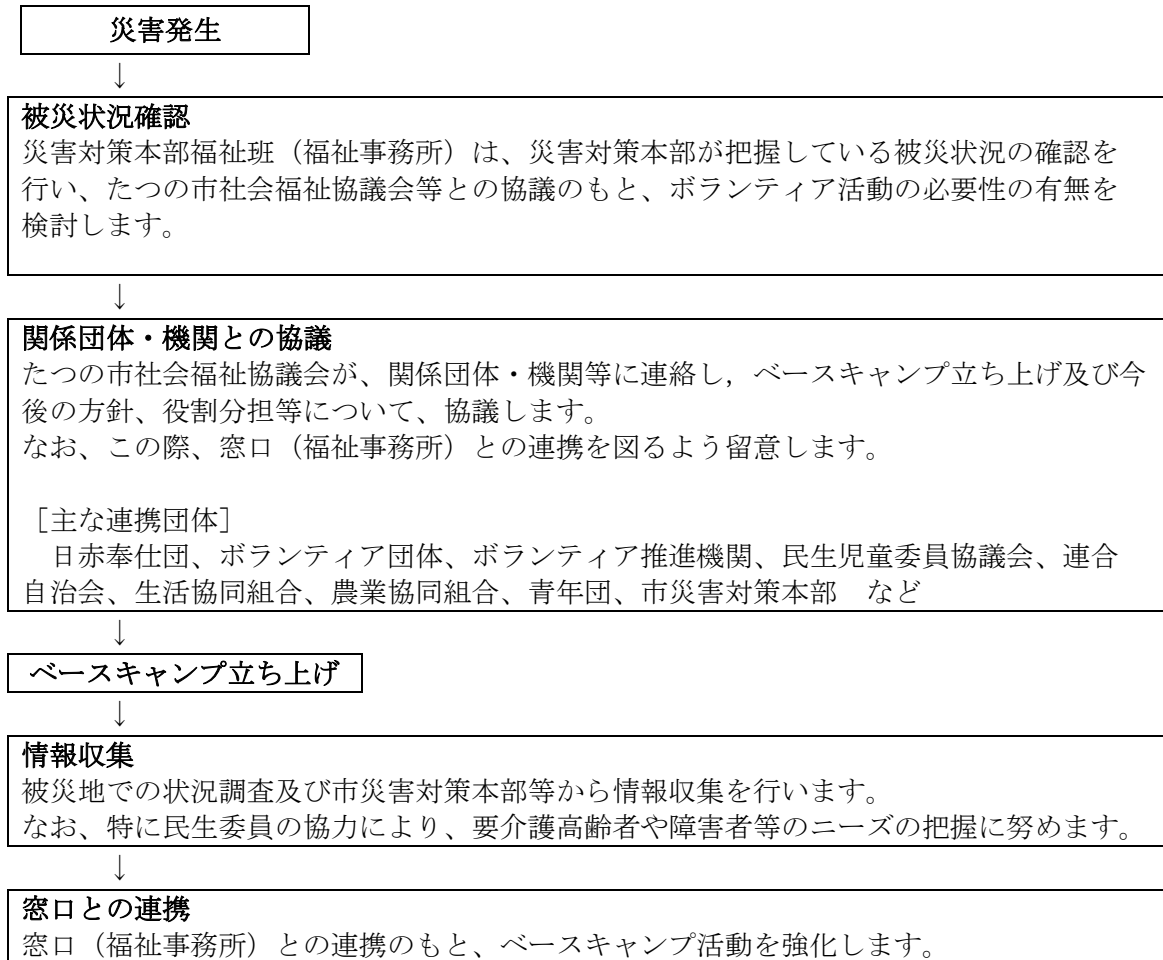 災害発生
↓
被災状況確認
災害対策本部福祉班（福祉事務所）は、災害対策本部が把握している被災状況の確認を
行い、たつの市社会福祉協議会等との協議のもと、ボランティア活動の必要性の有無を
検討します。
↓
関係団体・機関との協議
たつの市社会福祉協議会が、関係団体・機関等に連絡し，ベースキャンプ立ち上げ及び今
後の方針、役割分担等について、協議します。
なお、この際、窓口（福祉事務所）との連携を図るよう留意します。
［主な連携団体］
日赤奉仕団、ボランティア団体、ボランティア推進機関、民生児童委員協議会、連合
自治会、生活協同組合、農業協同組合、青年団、市災害対策本部　など
↓
ベースキャンプ立ち上げ
↓
情報収集
被災地での状況調査及び市災害対策本部等から情報収集を行います。
なお、特に民生委員の協力により、要介護高齢者や障害者等のニーズの把握に努めます。
↓
窓口との連携
窓口（福祉事務所）との連携のもと、ベースキャンプ活動を強化します。